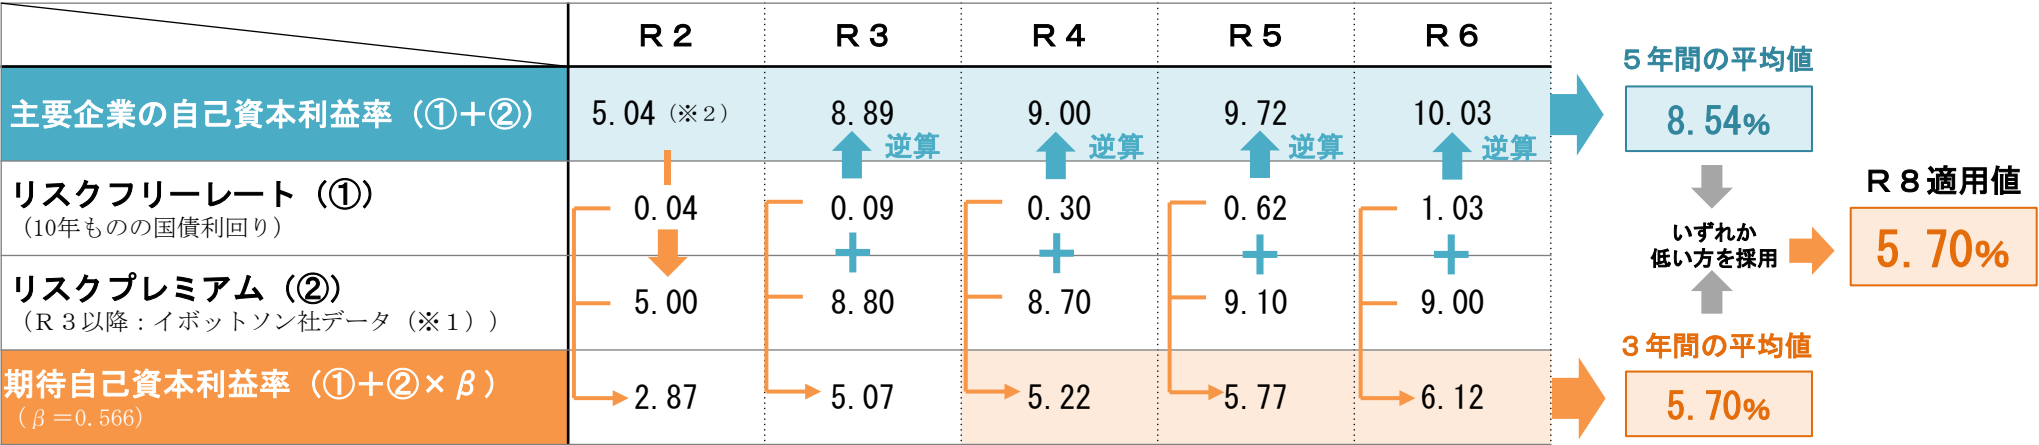 R2 R3 R4 R5 R6
主要企業の自己資本利益率（①＋②） 5.04（※２） 8.89 9.00 9.72 10.03
逆算 逆算 逆算 逆算
リスクフリーレート（①） 0.04 0.09 0.30 0.62 1.03
（10年ものの国債利回り）
＋ ＋ ＋ ＋
リスクプレミアム（②） 5.00 8.80 8.70 9.10 9.00
（Ｒ３以降：イボットソン社データ（※１））
期待自己資本利益率（①＋②×β） 2.87 5.07 5.22 5.77 6.12
（β＝0.566）
５年間の平均値
8.54%
いずれか
低い方を採用
３年間の平均値
5.70%
Ｒ８適用値
5.70%